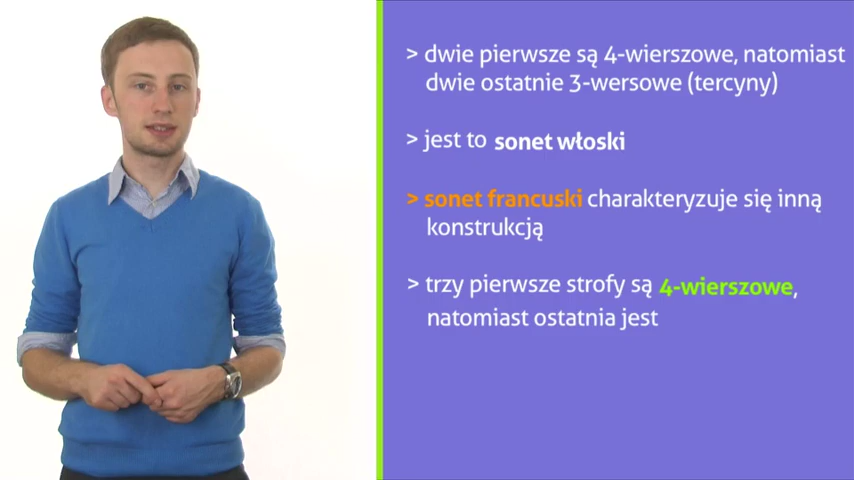 > dwie pierwsze są 4-wierszowe, natomiast
dwie ostatnie 3-wersowe (tercyny)
> jest to sonet włoski
> sonet francuski charakteryzuje się inną
konstrukcją
> trzy pierwsze strofy są 4-wierszowe,
natomiast ostatnia jest